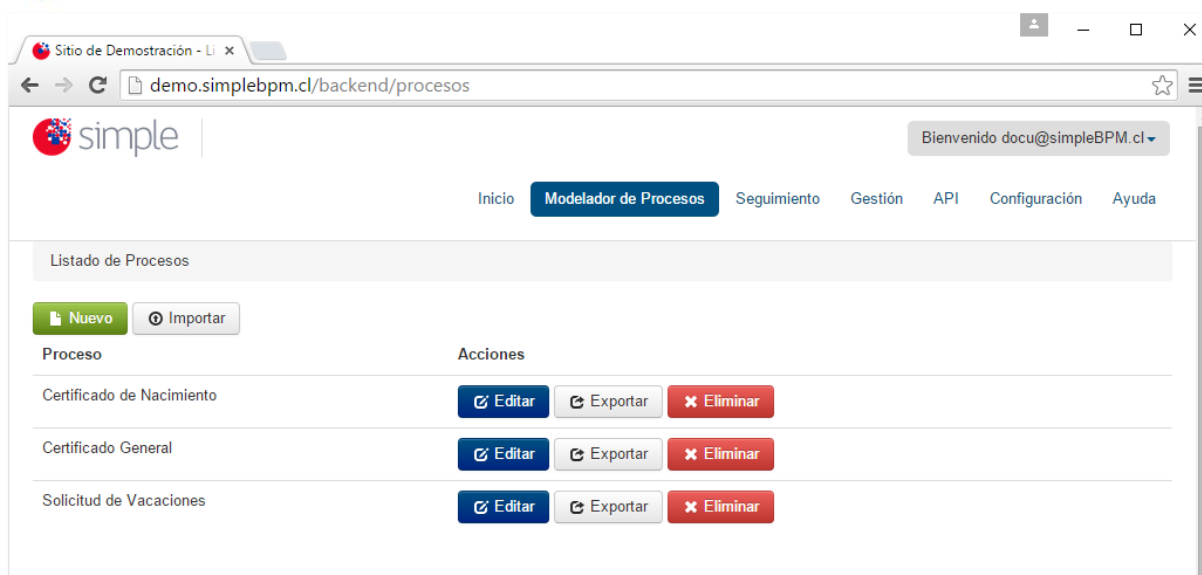 Sitio de Demostración - Li
demo.simplebpm.cl/backend/procesos
simple
Bienvenido docu@simpleBPM.cl
Inicio Modelador de Procesos Seguimiento Gestión API Configuración Ayuda
Listado de Procesos
Nuevo Importar
Proceso Acciones
Certificado de Nacimiento Editar Exportar Eliminar
Certificado General Editar Exportar Eliminar
Solicitud de Vacaciones Editar Exportar Eliminar